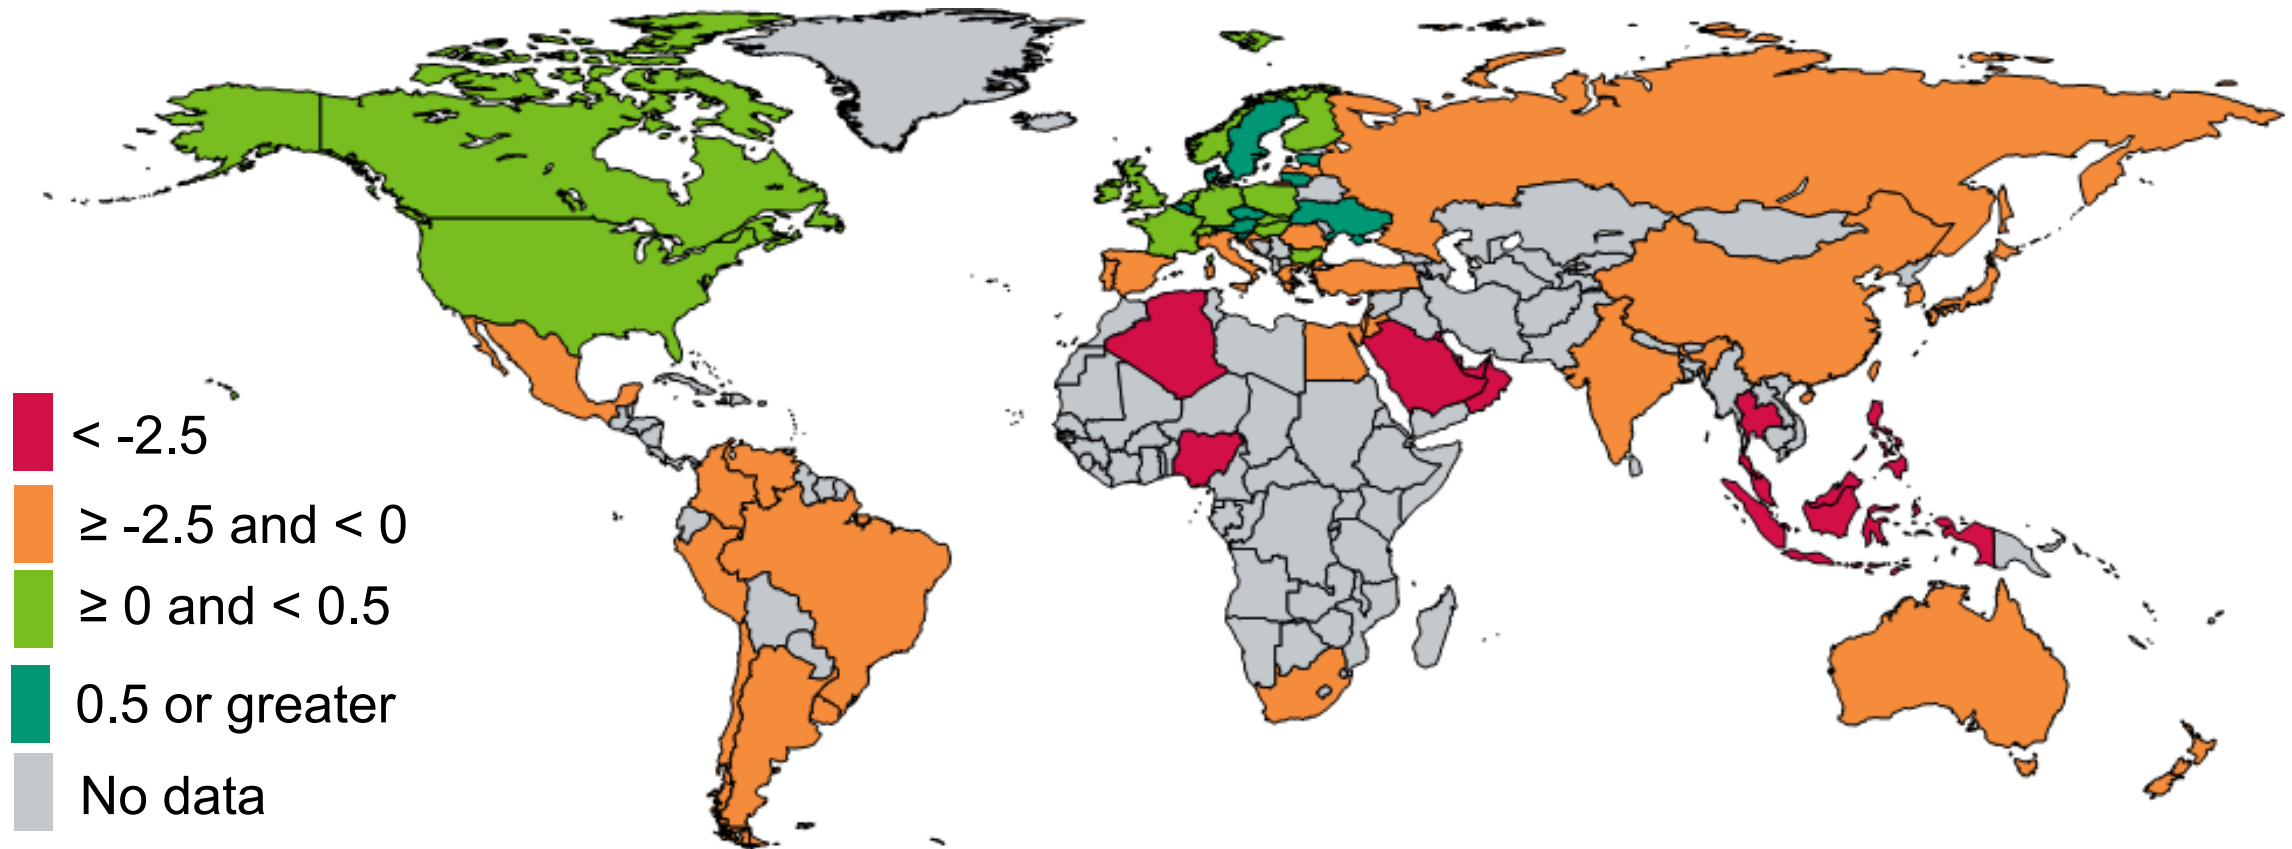 < -2.5
≥ -2.5 and < 0
≥ 0 and < 0.5
0.5 or greater
No data